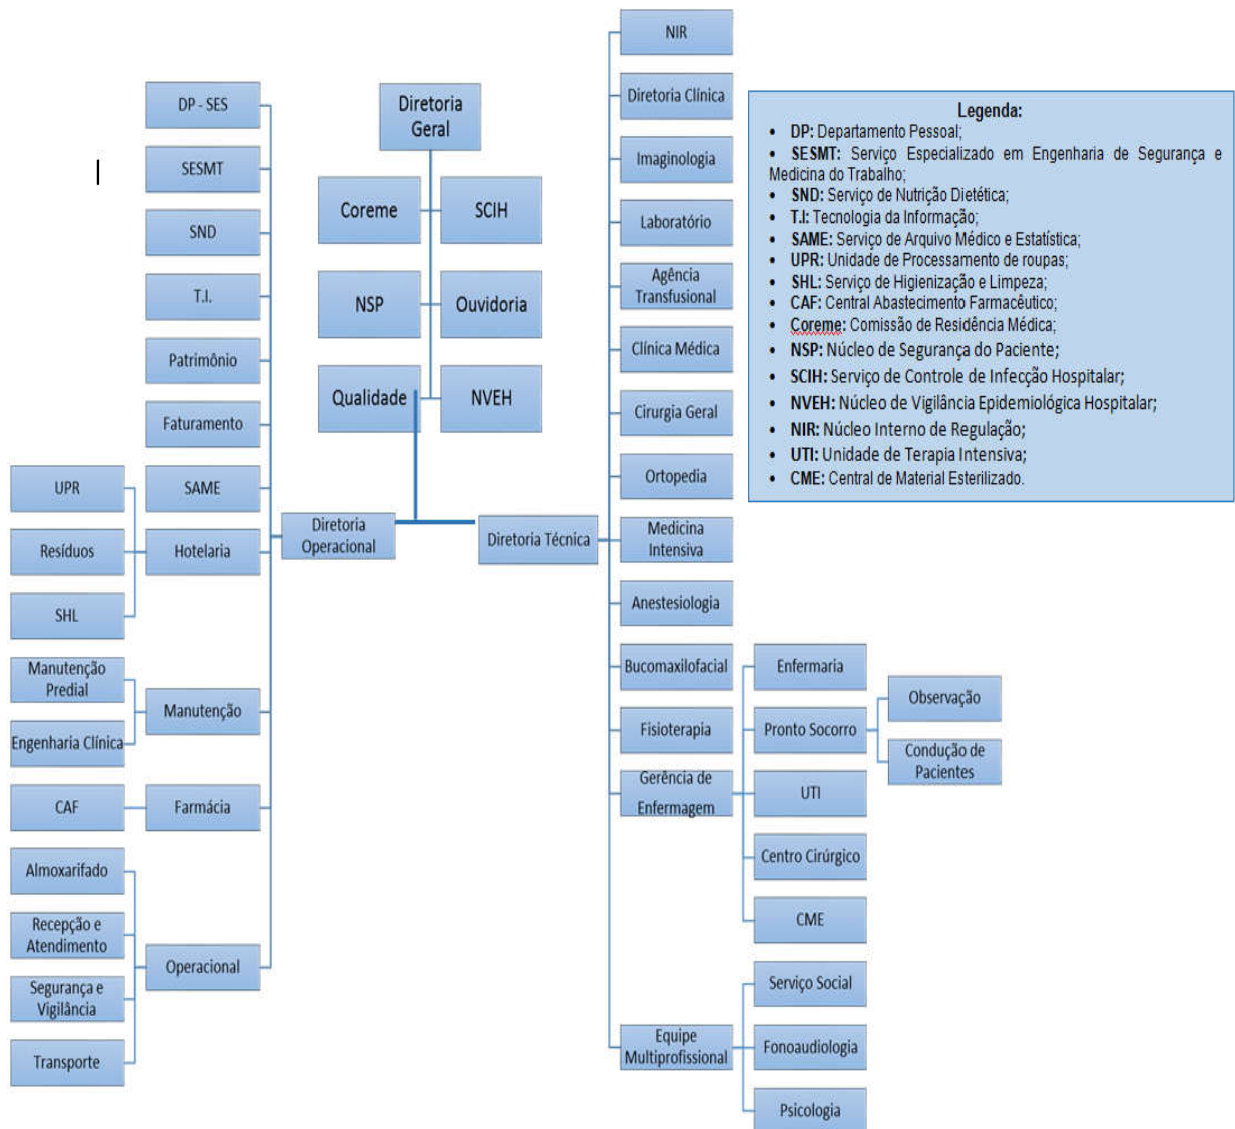 Diretoria
Geral
Coreme
SCIH
NSP
Ouvidoria
Qualidade
NVEH
Diretoria
Operacional
DP - SES
SESMT
SND
T.I.
Patrimônio
Faturamento
SAME
Hotelaria
UPR
Resíduos
SHL
Manutenção
Manutenção
Predial
Engenharia Clínica
Farmácia
CAF
Operacional
Almoxarifado
Recepção e
Atendimento
Segurança e
Vigilância
Transporte
Diretoria Técnica
NIR
Diretoria Clínica
Imaginologia
Laboratório
Agência
Transfusional
Clínica Médica
Cirurgia Geral
Ortopedia
Medicina
Intensiva
Anestesiologia
Bucomaxilofacial
Fisioterapia
Gerência de
Enfermagem
Enfermaria
Pronto Socorro
Observação
Condução de
Pacientes
UTI
Centro Cirúrgico
CME
Equipe
Multiprofissional
Serviço Social
Fonoaudiologia
Psicologia
Legenda:
• DP: Departamento Pessoal;
• SESMT: Serviço Especializado em Engenharia de Segurança e
Medicina do Trabalho;
• SND: Serviço de Nutrição Dietética;
• T.I: Tecnologia da Informação;
• SAME: Serviço de Arquivo Médico e Estatística;
• UPR: Unidade de Processamento de roupas;
• SHL: Serviço de Higienização e Limpeza;
• CAF: Central Abastecimento Farmacêutico;
• Coreme: Comissão de Residência Médica;
• NSP: Núcleo de Segurança do Paciente;
• SCIH: Serviço de Controle de Infecção Hospitalar;
• NVEH: Núcleo de Vigilância Epidemiológica Hospitalar;
• NIR: Núcleo Interno de Regulação;
• UTI: Unidade de Terapia Intensiva;
• CME: Central de Material Esterilizado.